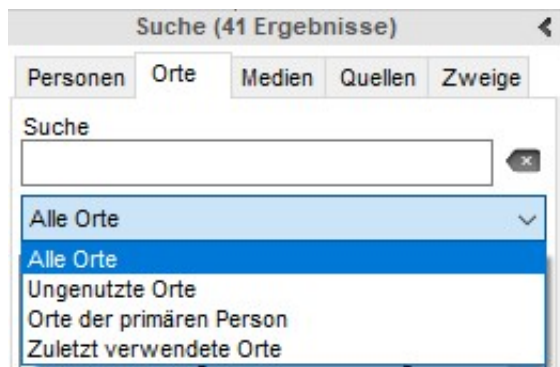 Suche (41 Ergebnisse)
Personen Orte Medien Quellen Zweige
Suche
Alle Orte
Alle Orte
Ungenutzte Orte
Orte der primären Person
Zuletzt verwendete Orte